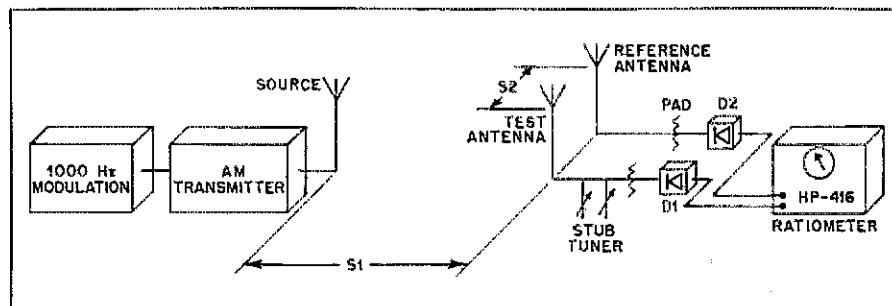 SOURCE
1000 Hz
MODULATION
AM
TRANSMITTER
S1
S2
REFERENCE
ANTENNA
TEST
ANTENNA
PAD
D2
D1
STUB
TUNER
HP-416
RATIOMETER